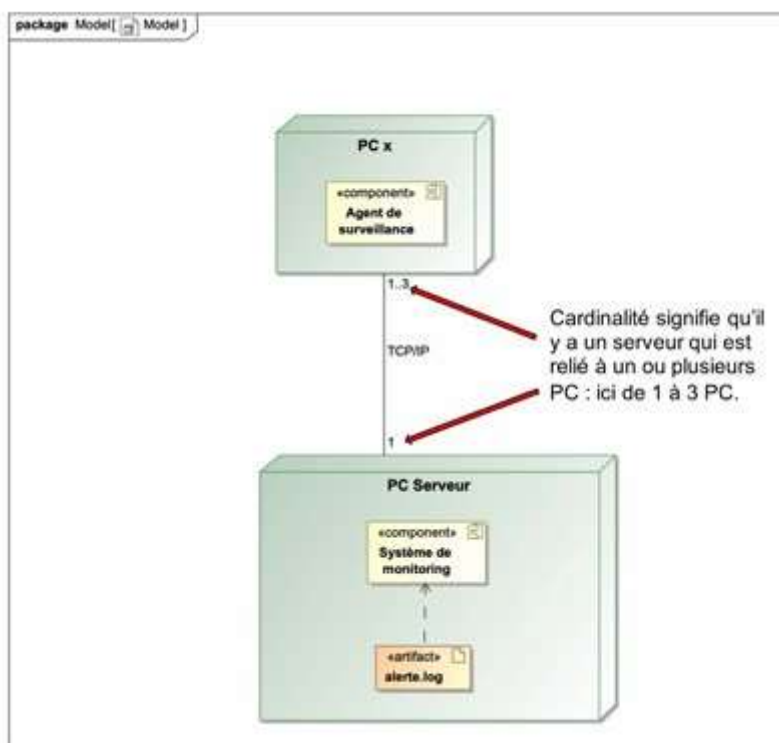 package Model[ Model ]
PC x
«component»
Agent de
surveillance
1..3
Cardinalité signifie qu'il
y a un serveur qui est
relié à un ou plusieurs
PC : ici de 1 à 3 PC.
TCP/IP
1
PC Serveur
«component»
Système de
monitoring
«artifact»
alerte.log